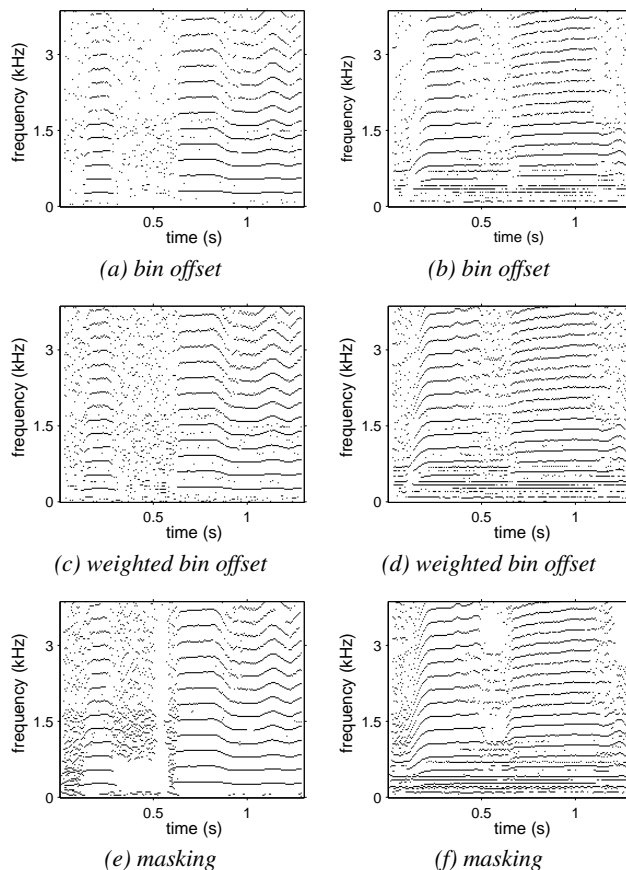 3
1.5
0
frequency (kHz)
0.5
1
time (s)
(a) bin offset
3
1.5
0
frequency (kHz)
0.5
1
time (s)
(b) bin offset
3
1.5
0
frequency (kHz)
0.5
1
time (s)
(c) weighted bin offset
3
1.5
0
frequency (kHz)
0.5
1
time (s)
(d) weighted bin offset
3
1.5
0
frequency (kHz)
0.5
1
time (s)
(e) masking
3
1.5
0
frequency (kHz)
0.5
1
time (s)
(f) masking